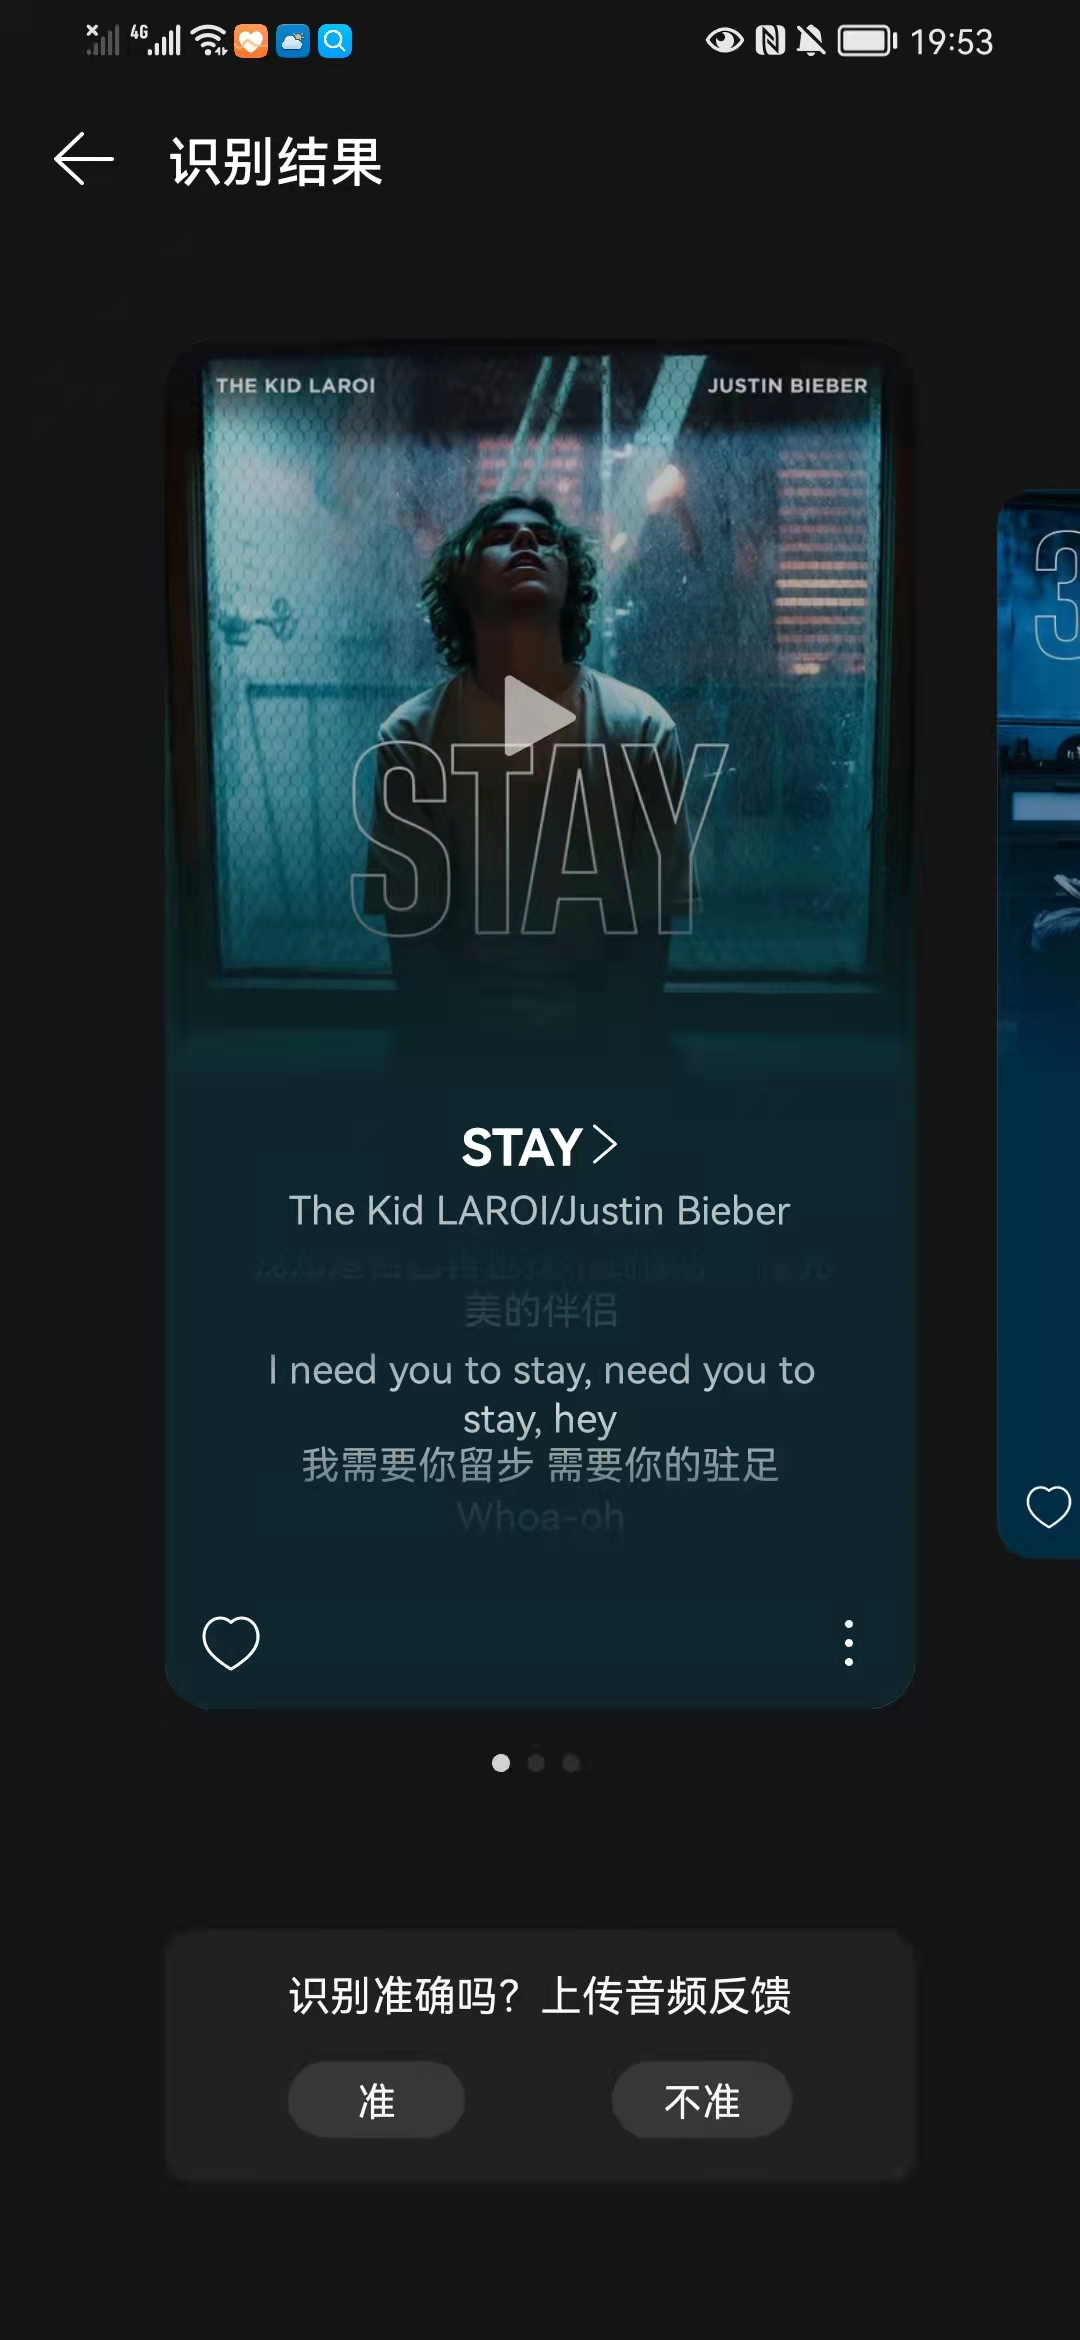 4G
19:53
识别结果
THE KID LAROI
JUSTIN BIEBER
3
STAY
STAY
The Kid LAROI/Justin Bieber
美的伴侣
I need you to stay, need you to
stay, hey
我需要你留步 需要你的驻足
Whoa-oh
识别准确吗？上传音频反馈
准
不准